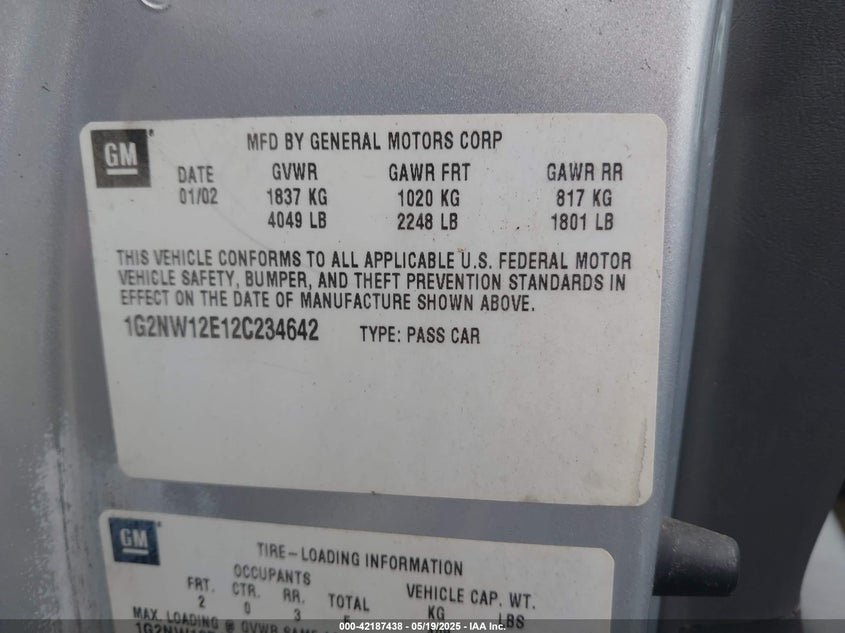 GM
MFD BY GENERAL MOTORS CORP
DATE GVWR GAWR FRT GAWR RR
01/02 1837 KG 1020 KG 817 KG
4049 LB 2248 LB 1801 LB
THIS VEHICLE CONFORMS TO ALL APPLICABLE U.S. FEDERAL MOTOR
VEHICLE SAFETY, BUMPER, AND THEFT PREVENTION STANDARDS IN
EFFECT ON THE DATE OF MANUFACTURE SHOWN ABOVE.
1G2NW12E12C234642 TYPE: PASS CAR
GM
TIRE-LOADING INFORMATION
OCCUPANTS VEHICLE CAP. WT.
FRT. CTR. RR. TOTAL KG LBS
2 0 3
MAX. LOADING @ GVWR SAME
000-42187438 - 05/19/2025 - IAA Inc.